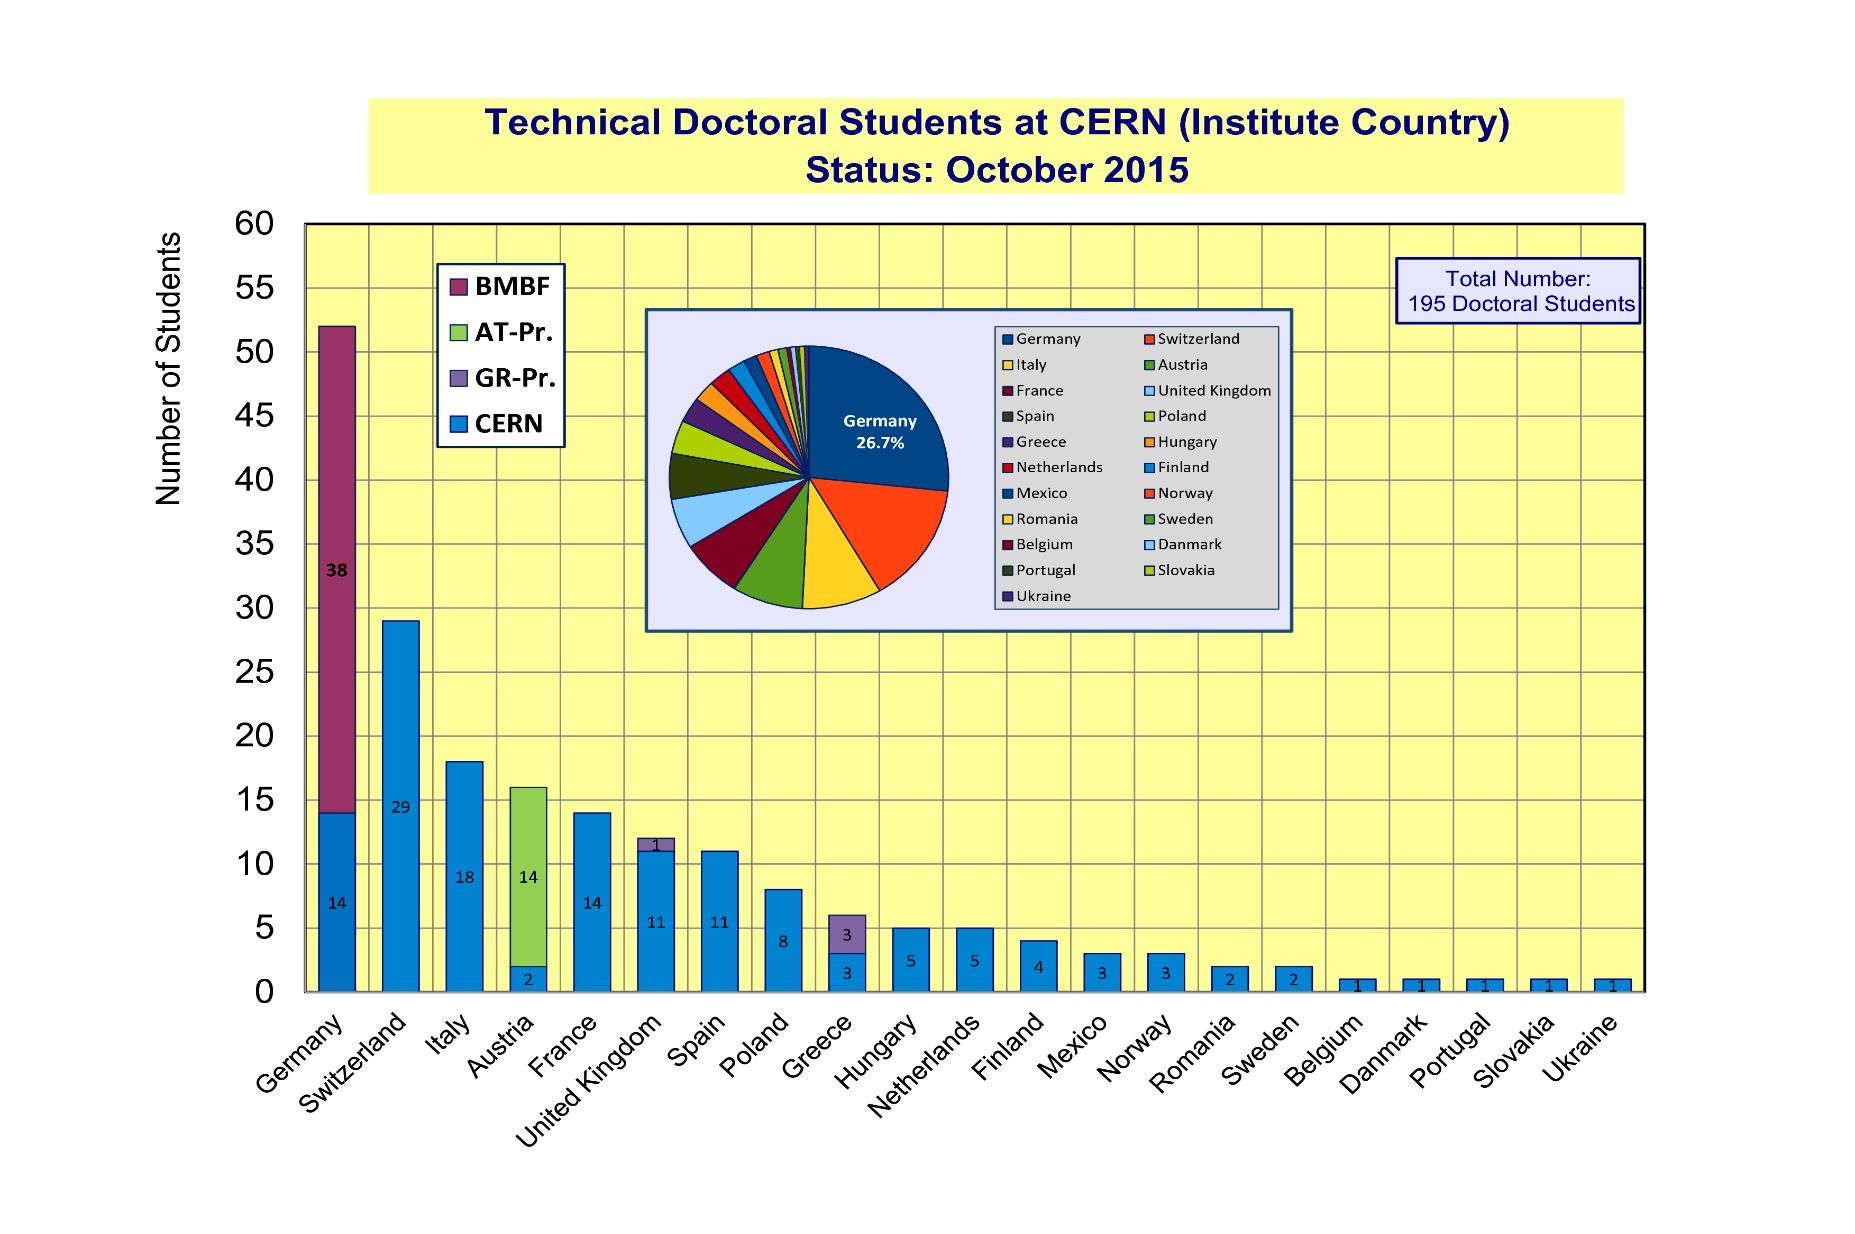 Technical Doctoral Students at CERN (Institute Country)
Status: October 2015
Number of Students
60
55
50
45
40
35
30
25
20
15
10
5
0
BMBF
AT-Pr.
GR-Pr.
CERN
Total Number:
195 Doctoral Students
Germany
26.7%
Germany Switzerland
Italy Austria
France United Kingdom
Spain Poland
Greece Hungary
Netherlands Finland
Mexico Norway
Romania Sweden
Belgium Danmark
Portugal Slovakia
Ukraine
38
14
29
18
14
2
14
1
11
11
8
3
3
5
5
4
3
3
2
2
1
1
1
1
1
Germany
Switzerland
Italy
Austria
France
United Kingdom
Spain
Poland
Greece
Hungary
Netherlands
Finland
Mexico
Norway
Romania
Sweden
Belgium
Danmark
Portugal
Slovakia
Ukraine